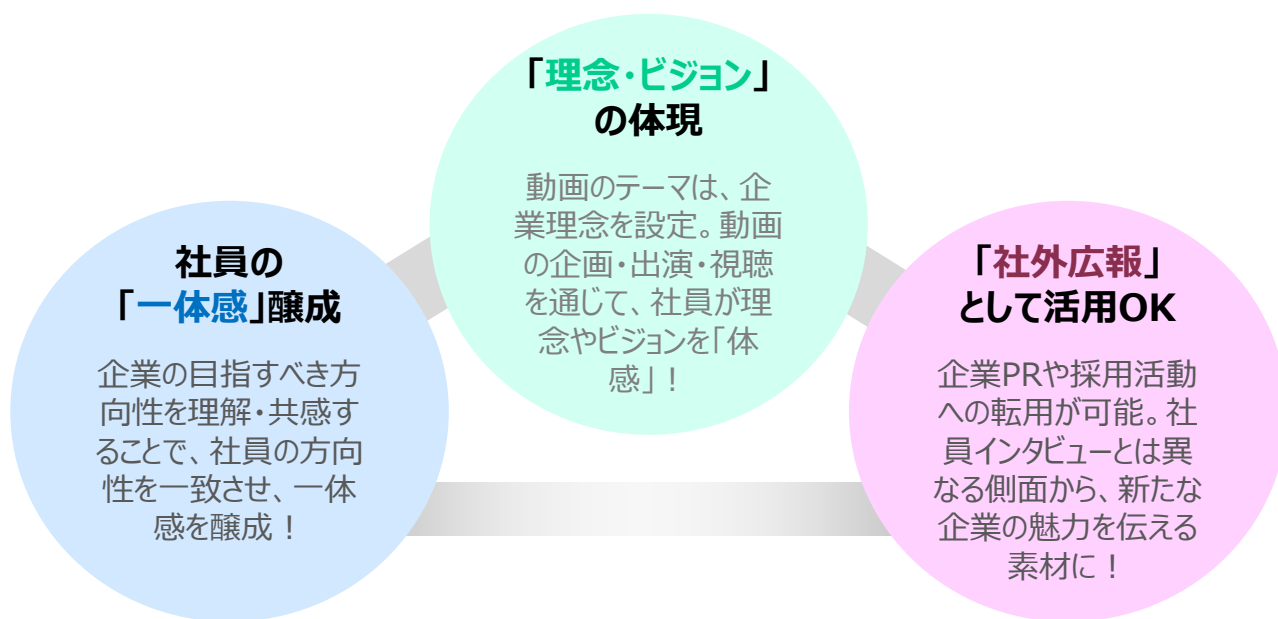 「理念・ビジョン」
の体現
動画のテーマは、企
業理念を設定。動画
の企画・出演・視聴
を通じて、社員が理
念やビジョンを「体
感」！
社員の
「一体感」醸成
企業の目指すべき方
向性を理解・共感す
ることで、社員の方向
性を一致させ、一体
感を醸成！
「社外広報」
として活用OK
企業PRや採用活動
への転用が可能。社
員インタビューとは異
なる側面から、新たな
企業の魅力を伝える
素材に！